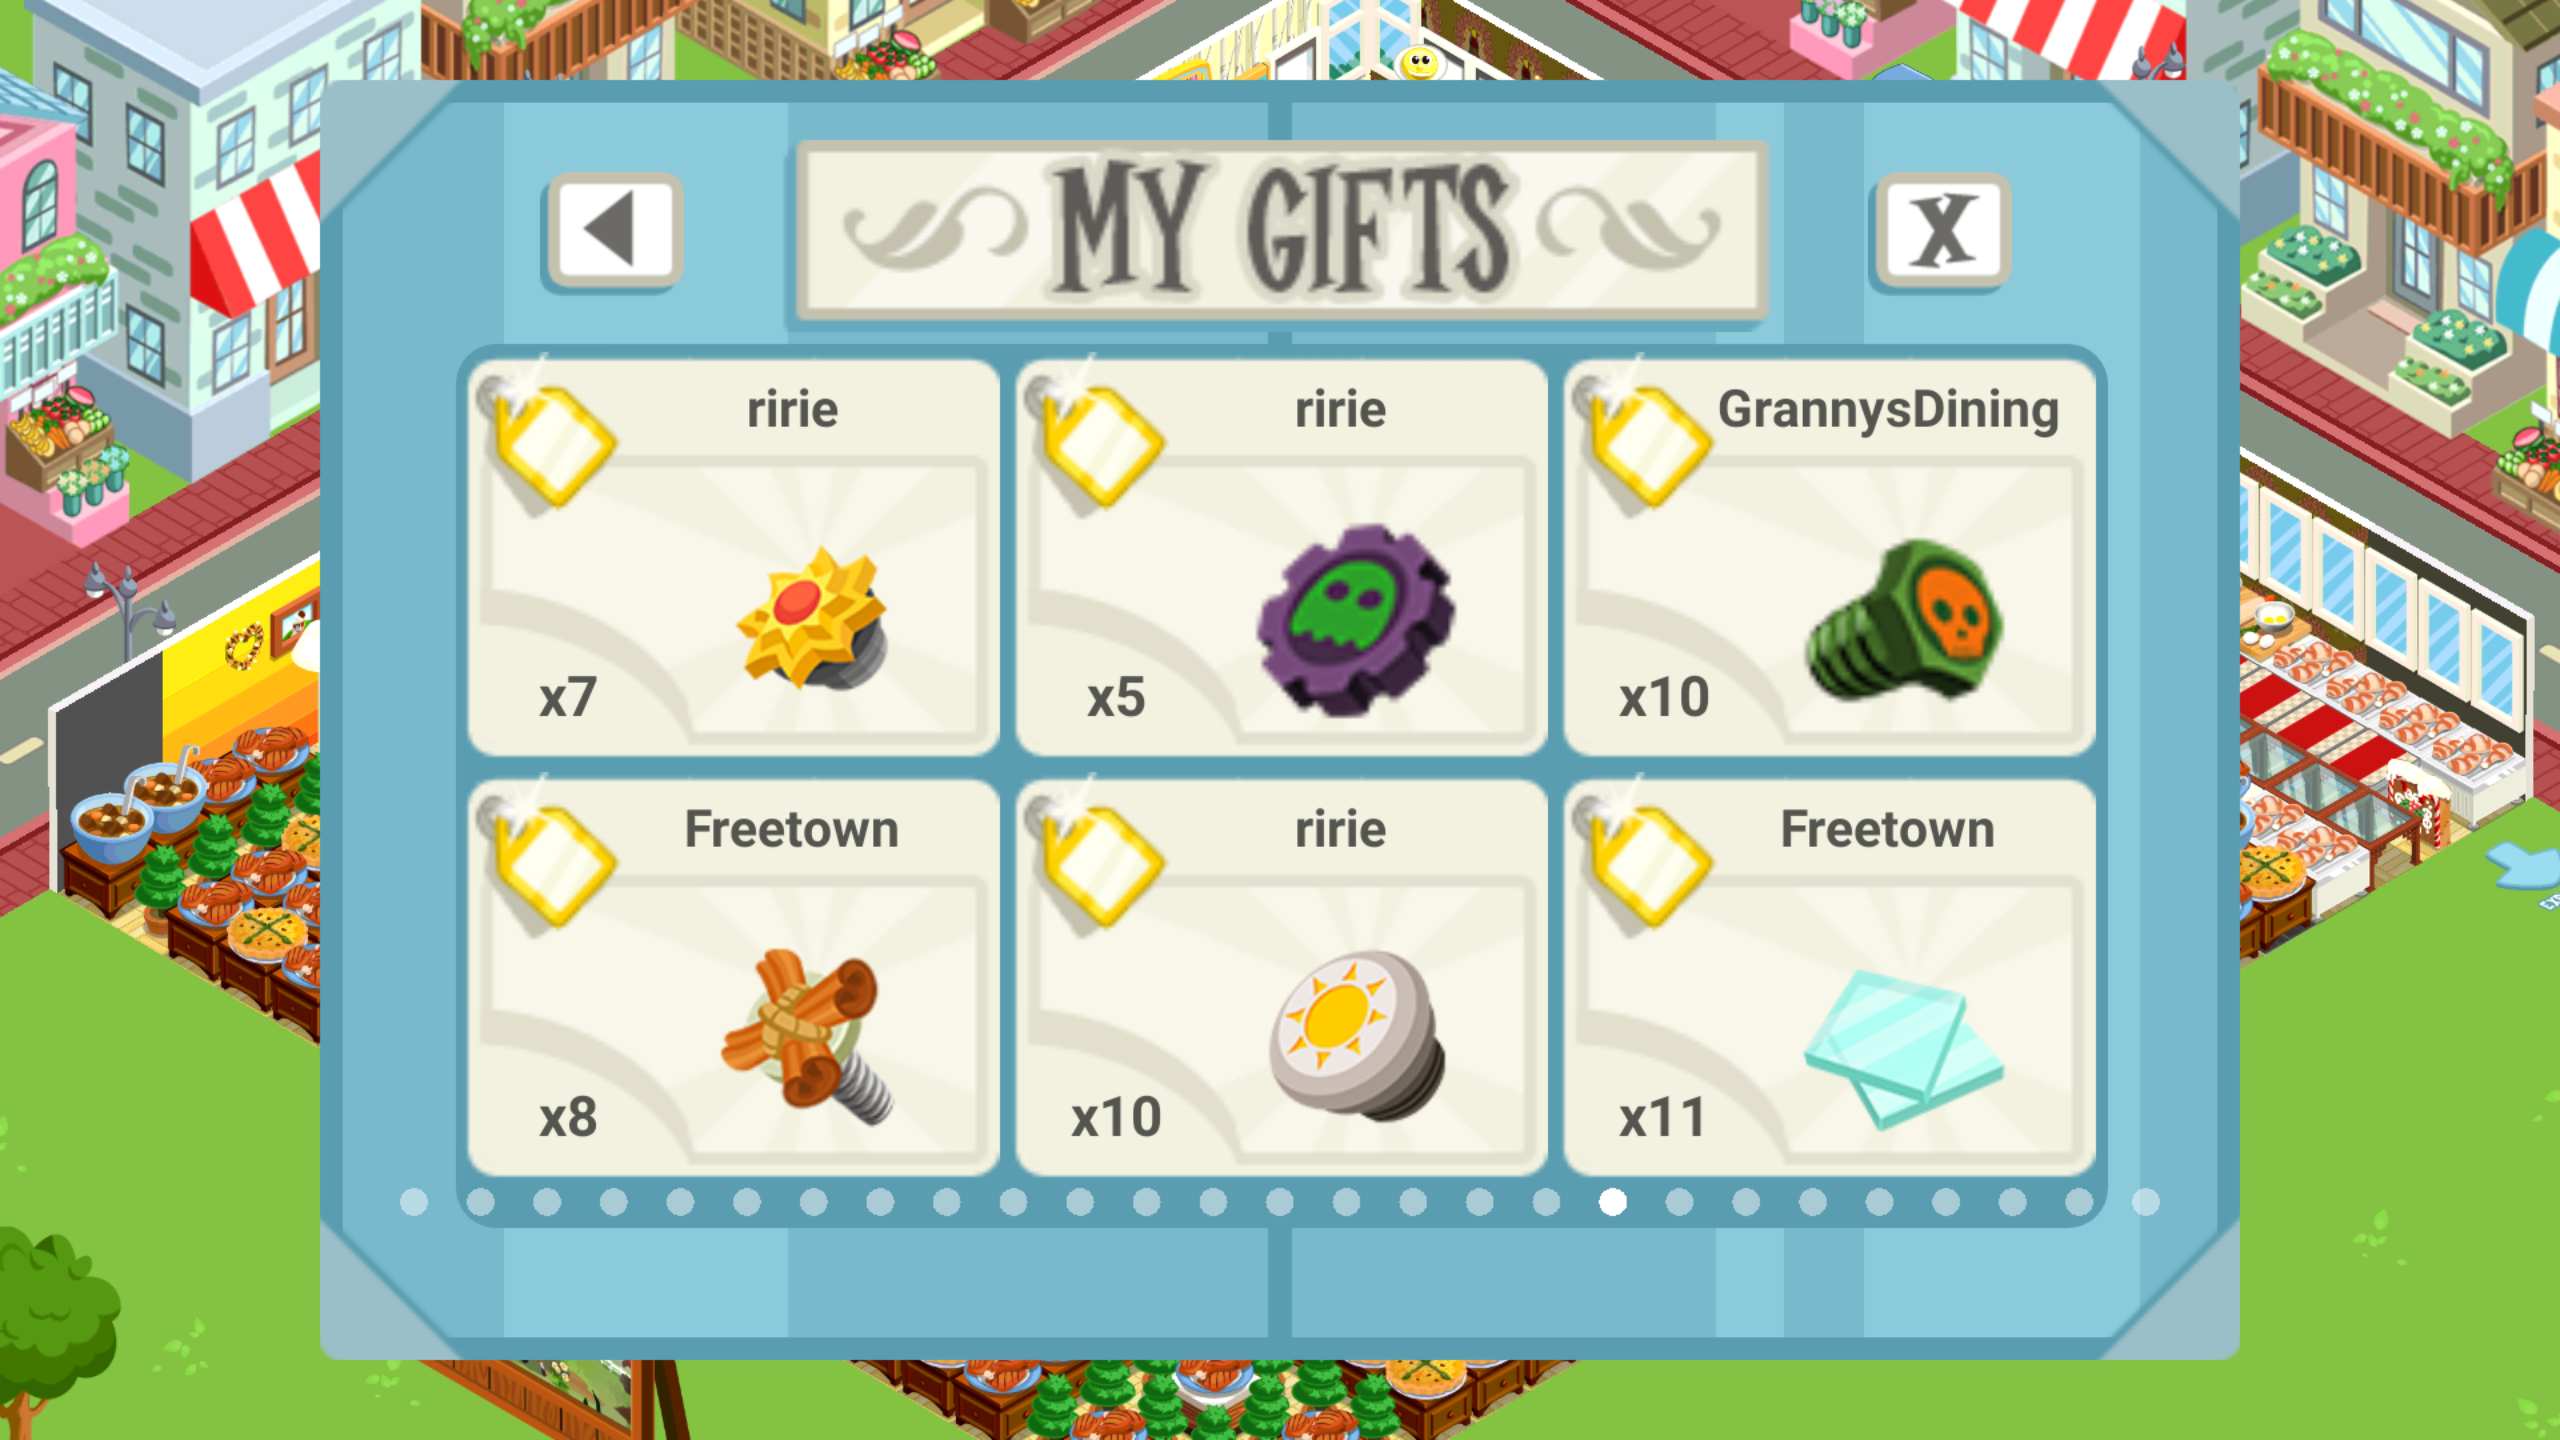 MY GIFTS
X
ririe
ririe
GrannysDining
x7
x5
x10
Freetown
ririe
Freetown
x8
x10
x11